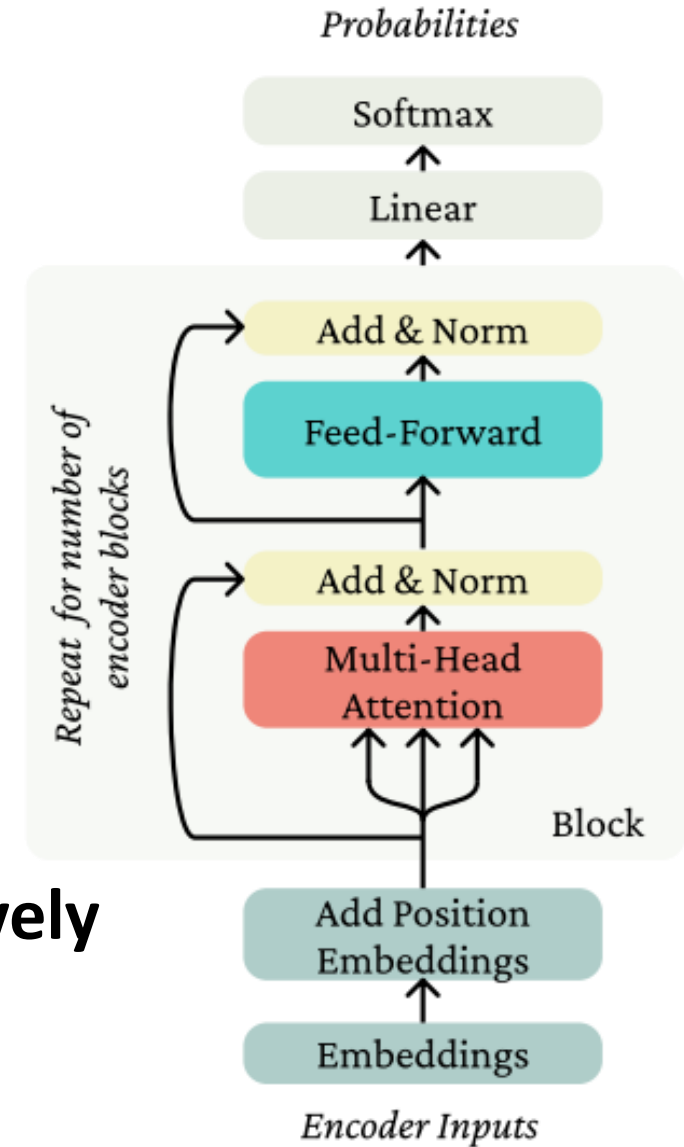 Probabilities
Softmax
Linear
Add & Norm
Feed-Forward
Repeat for number of
encoder blocks
Add & Norm
Multi-Head
Attention
Block
vely
Add Position
Embeddings
Embeddings
Encoder Inputs